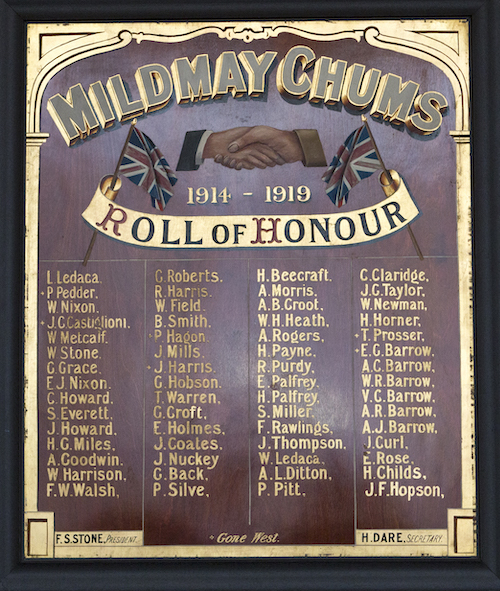 MILDMAY CHUMS
1914 - 1919
ROLL OF HONOUR
L. Ledaca.
+ P. Pedder.
W. Nixon.
+ J.C. Castiglioni.
W. Metcalf.
W. Stone.
C. Grace.
E.J. Nixon.
C. Howard.
S. Everett.
J. Howard.
H.G. Miles.
A. Goodwin.
W. Harrison.
F.W. Walsh,
G. Roberts.
R. Harris.
W. Field.
B. Smith.
+ P. Hagon.
J. Mills.
+ J. Harris.
G. Hobson.
T. Warren,
G. Croft,
E. Holmes,
J. Coates.
J. Nuckey
G. Back,
P. Silve,
H. Beecraft.
A. Morris,
A.B. Croot.
W.H. Heath,
A. Rogers,
H. Payne.
R. Purdy,
E. Palfrey,
H. Palfrey,
S. Miller.
F. Rawlings,
J. Thompson,
W. Ledaca,
A.L. Ditton,
P. Pitt.
C. Claridge,
J.G. Taylor,
W. Newman,
H. Horner,
+ T. Prosser,
+ E.G. Barrow.
A.C. Barrow.
W.R. Barrow,
V.C. Barrow,
A.R. Barrow,
A.J. Barrow,
J. Curl,
E. Rose,
H. Childs,
J.F. Hopson,
F.S. STONE, PRESIDENT.
+ Gone West.
H. DARE, SECRETARY.